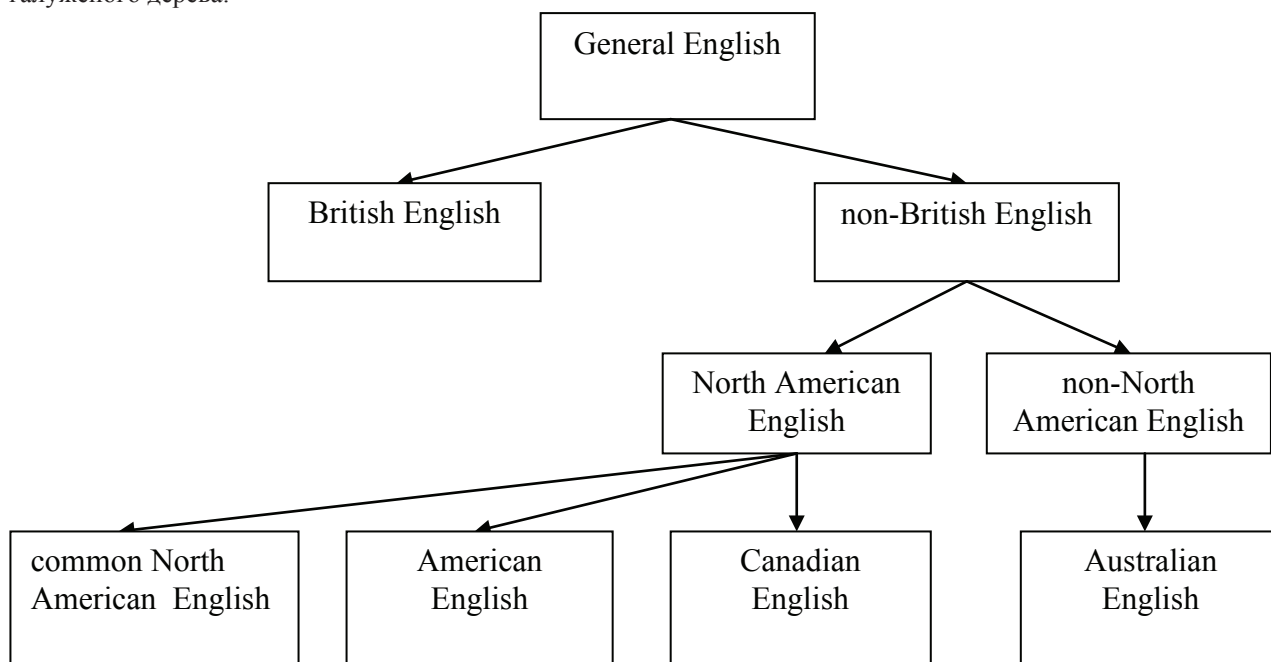 дерева.
General English
British English
non-British English
North American
English
non-North
American English
common North
American English
American
English
Canadian
English
Australian
English